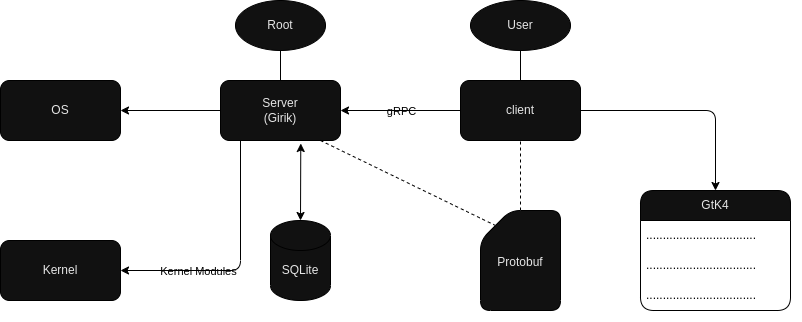 Root
User
OS
Server
(Girik)
gRPC
client
GtK4
Kernel
Kernel Modules
SQLite
Protobuf
................................
................................
................................